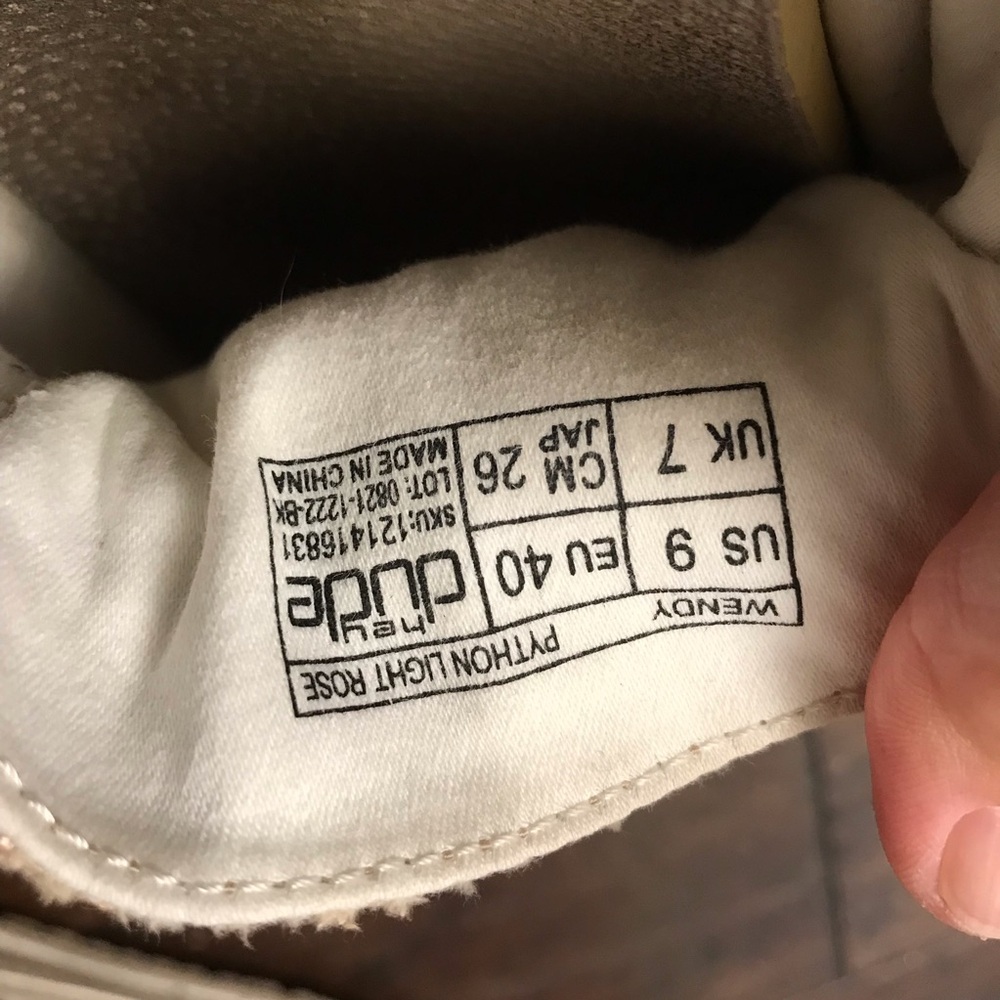 WENDY PYTHON LIGHT ROSE
US 9
EU 40
UK 7
CM 26
JAP
hey
dude
SKU:121416831
LOT: 0821-1222-BK
MADE IN CHINA